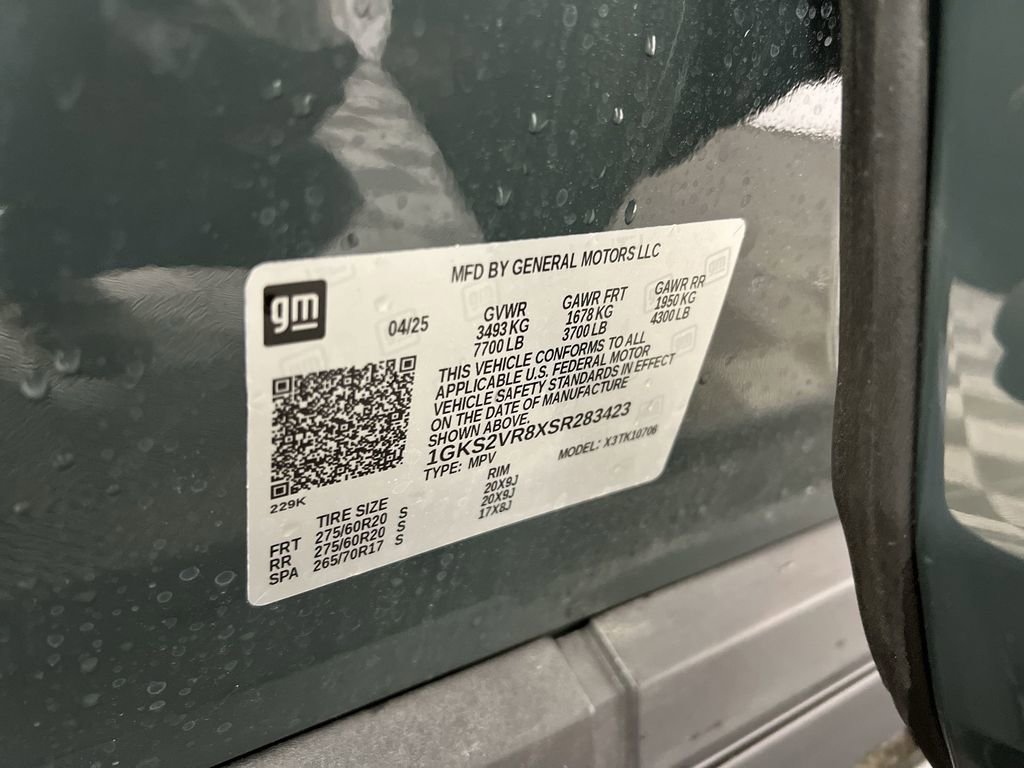 MFD BY GENERAL MOTORS LLC
gm
04/25
GVWR GAWR FRT GAWR RR
3493 KG 1678 KG 1950 KG
7700 LB 3700 LB 4300 LB
THIS VEHICLE CONFORMS TO ALL
APPLICABLE U.S. FEDERAL MOTOR
VEHICLE SAFETY STANDARDS IN EFFECT
ON THE DATE OF MANUFACTURE
SHOWN ABOVE.
1GKS2VR8XSR283423
TYPE: MPV MODEL: X3TK10706
229K
TIRE SIZE RIM
FRT 275/60R20 S 20X9J
RR 275/60R20 S 20X9J
SPA 265/70R17 S 17X8J